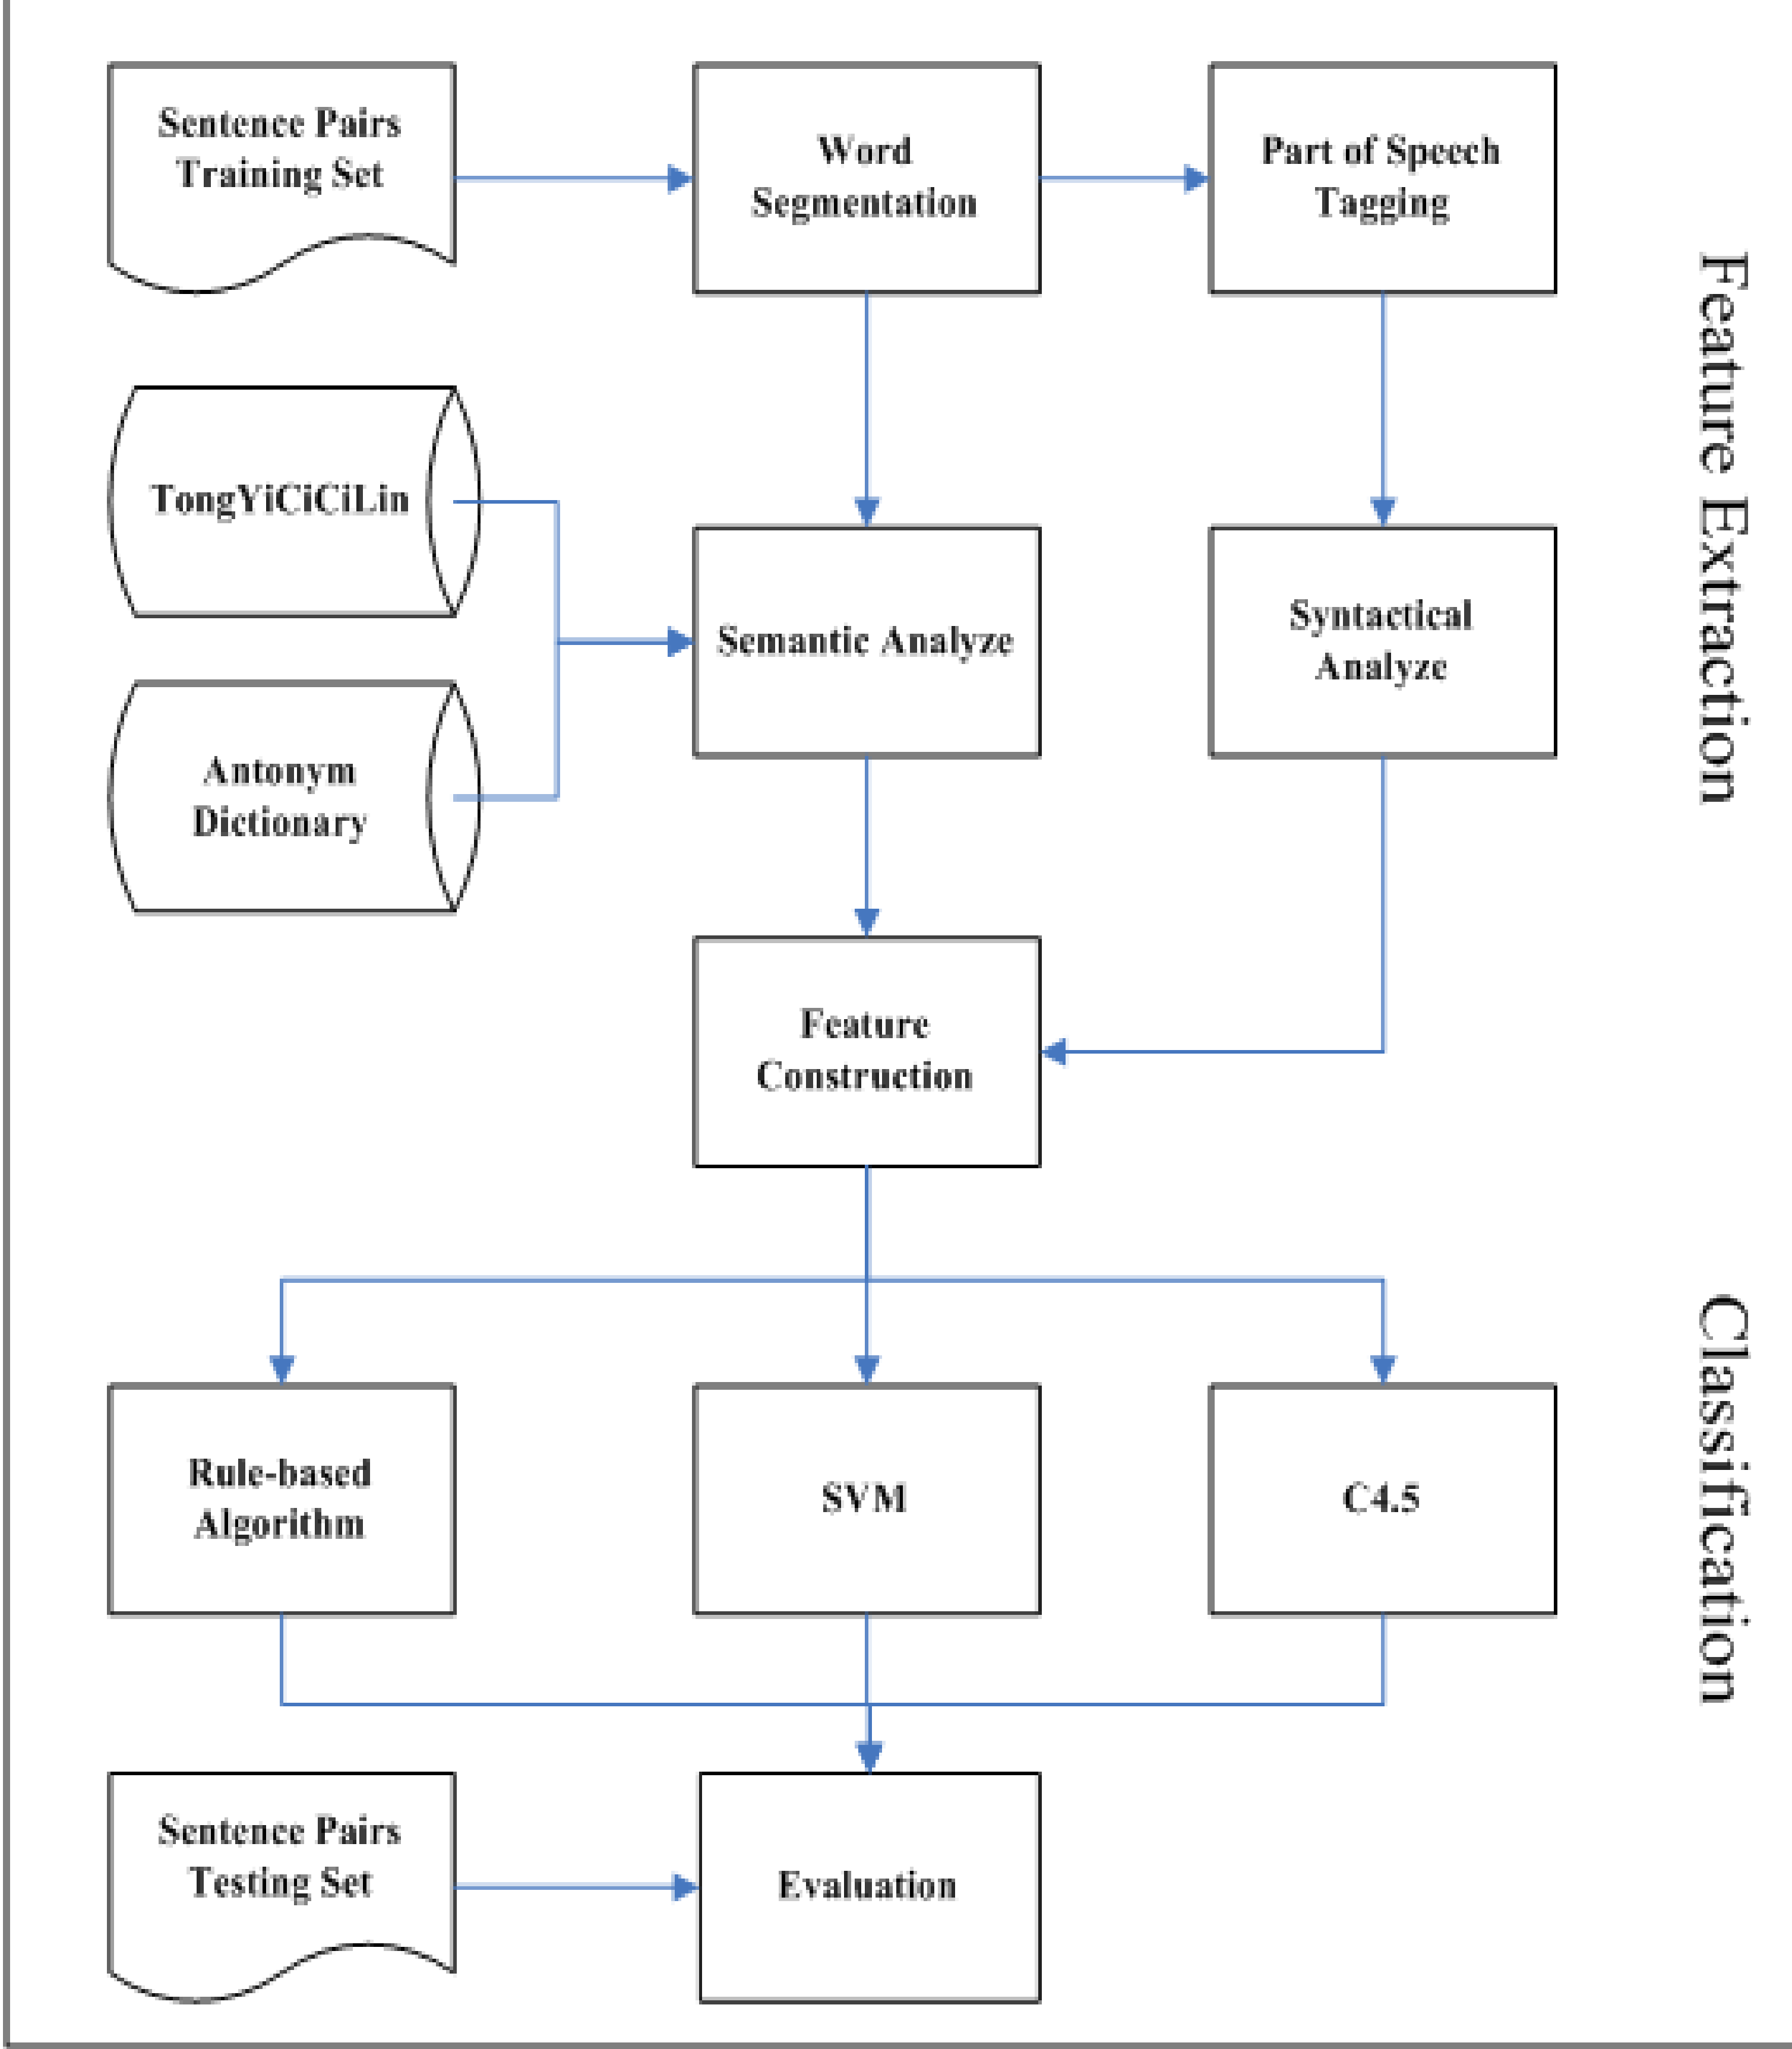 Sentence Pairs
Training Set
Word
Segmentation
Part of Speech
Tagging
TongYiCiCiLin
Semantic Analyze
Syntactical
Analyze
Antonym
Dictionary
Feature
Construction
Feature Extraction
Rule-based
Algorithm
SVM
C4.5
Sentence Pairs
Testing Set
Evaluation
Classification